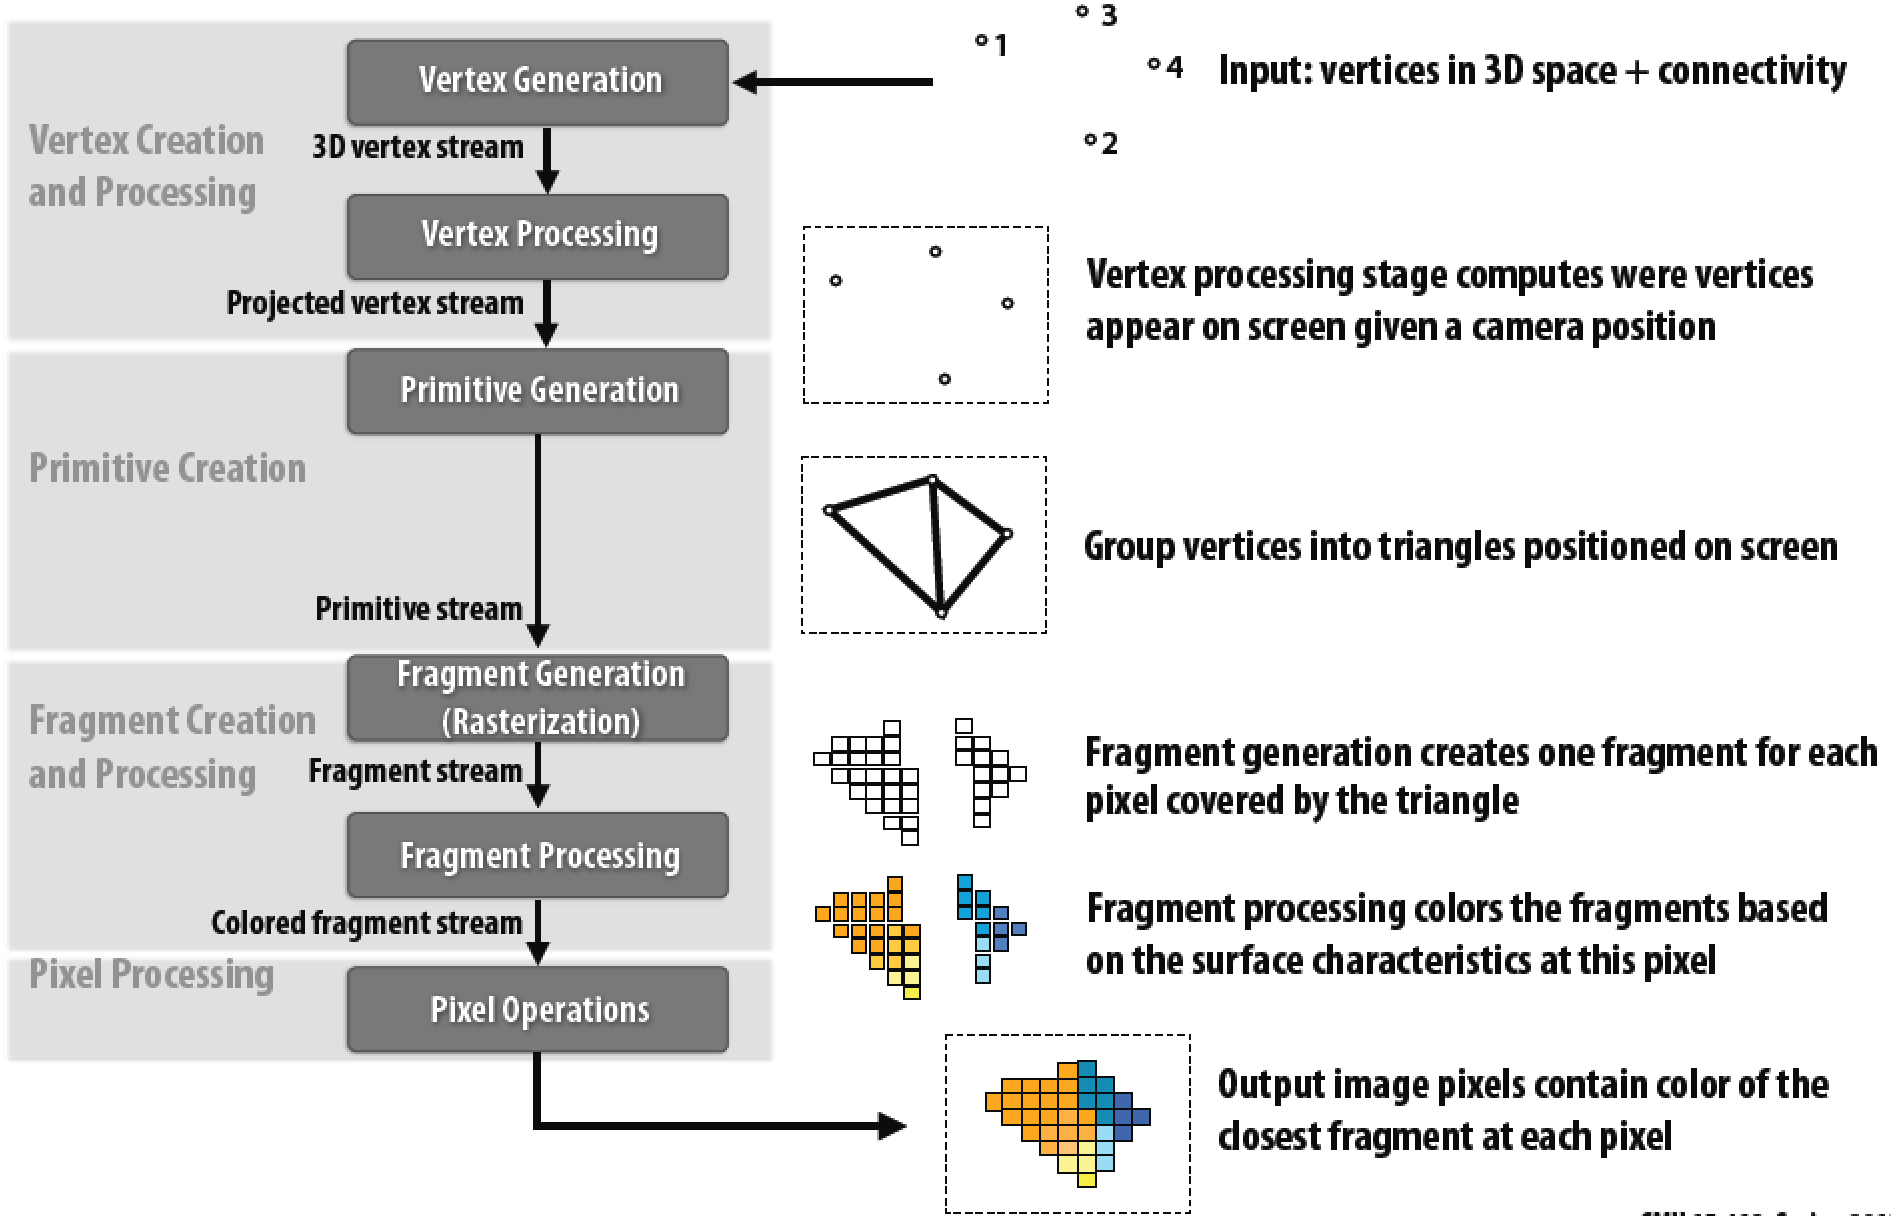 3
1
4
Input: vertices in 3D space + connectivity
2
Vertex Generation
Vertex Creation
and Processing
3D vertex stream
Vertex Processing
Projected vertex stream
Vertex processing stage computes were vertices
appear on screen given a camera position
Primitive Generation
Primitive Creation
Primitive stream
Group vertices into triangles positioned on screen
Fragment Generation
(Rasterization)
Fragment Creation
and Processing
Fragment stream
Fragment generation creates one fragment for each
pixel covered by the triangle
Fragment Processing
Colored fragment stream
Fragment processing colors the fragments based
on the surface characteristics at this pixel
Pixel Processing
Pixel Operations
Output image pixels contain color of the
closest fragment at each pixel